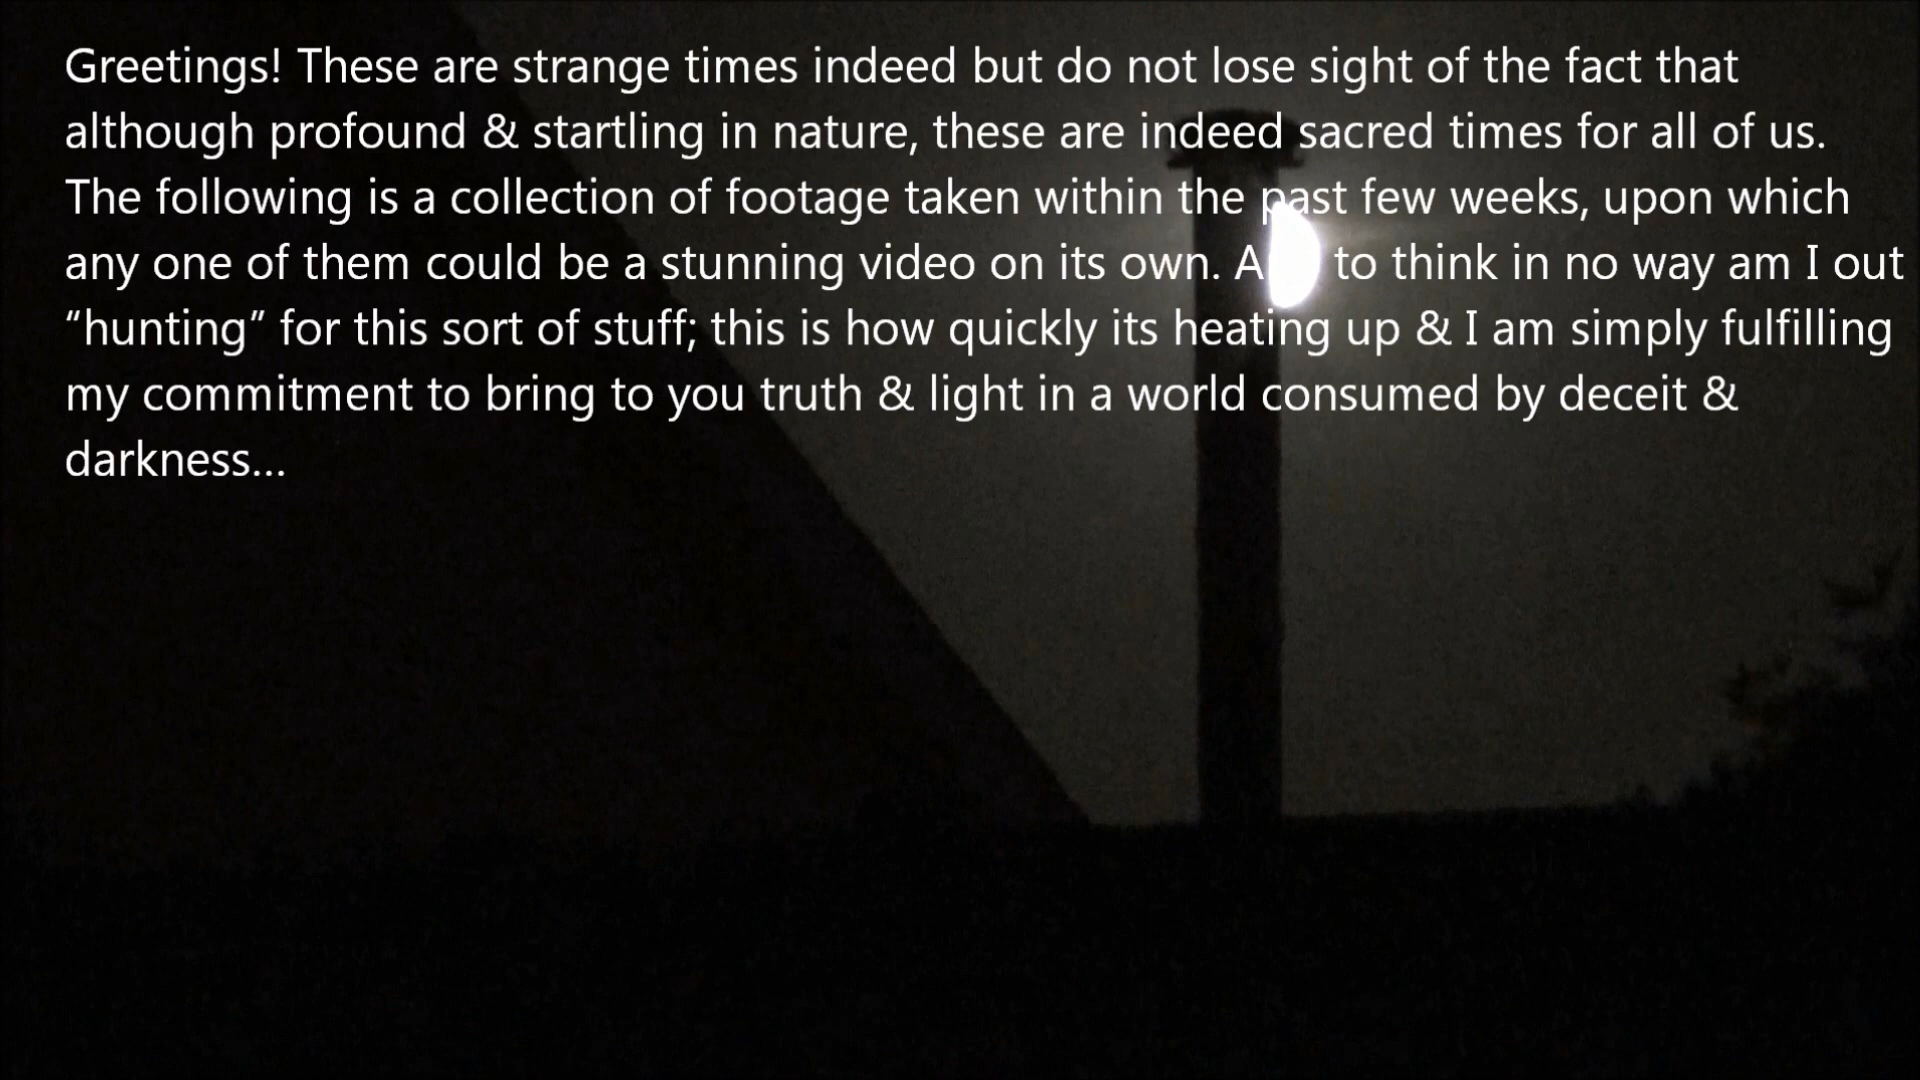 Greetings! These are strange times indeed but do not lose sight of the fact that
although profound & startling in nature, these are indeed sacred times for all of us.
The following is a collection of footage taken within the past few weeks, upon which
any one of them could be a stunning video on its own. A to think in no way am I out
“hunting” for this sort of stuff; this is how quickly its heating up & I am simply fulfilling
my commitment to bring to you truth & light in a world consumed by deceit &
darkness...